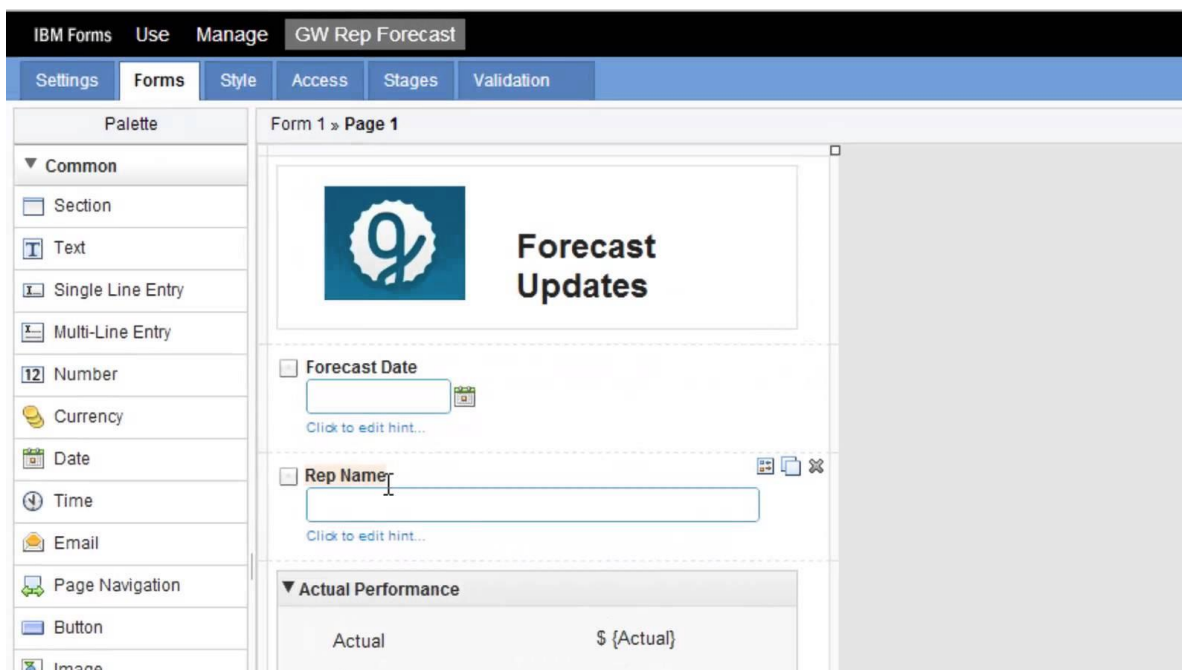 IBM Forms Use Manage GW Rep Forecast
Settings Forms Style Access Stages Validation
Palette
Form 1 » Page 1
Common
Section
Text
Single Line Entry
Multi-Line Entry
12 Number
Currency
Date
Time
Email
Page Navigation
Button
Image
Forecast
Updates
Forecast Date
Click to edit hint...
Rep Name
Click to edit hint...
Actual Performance
Actual $ {Actual}